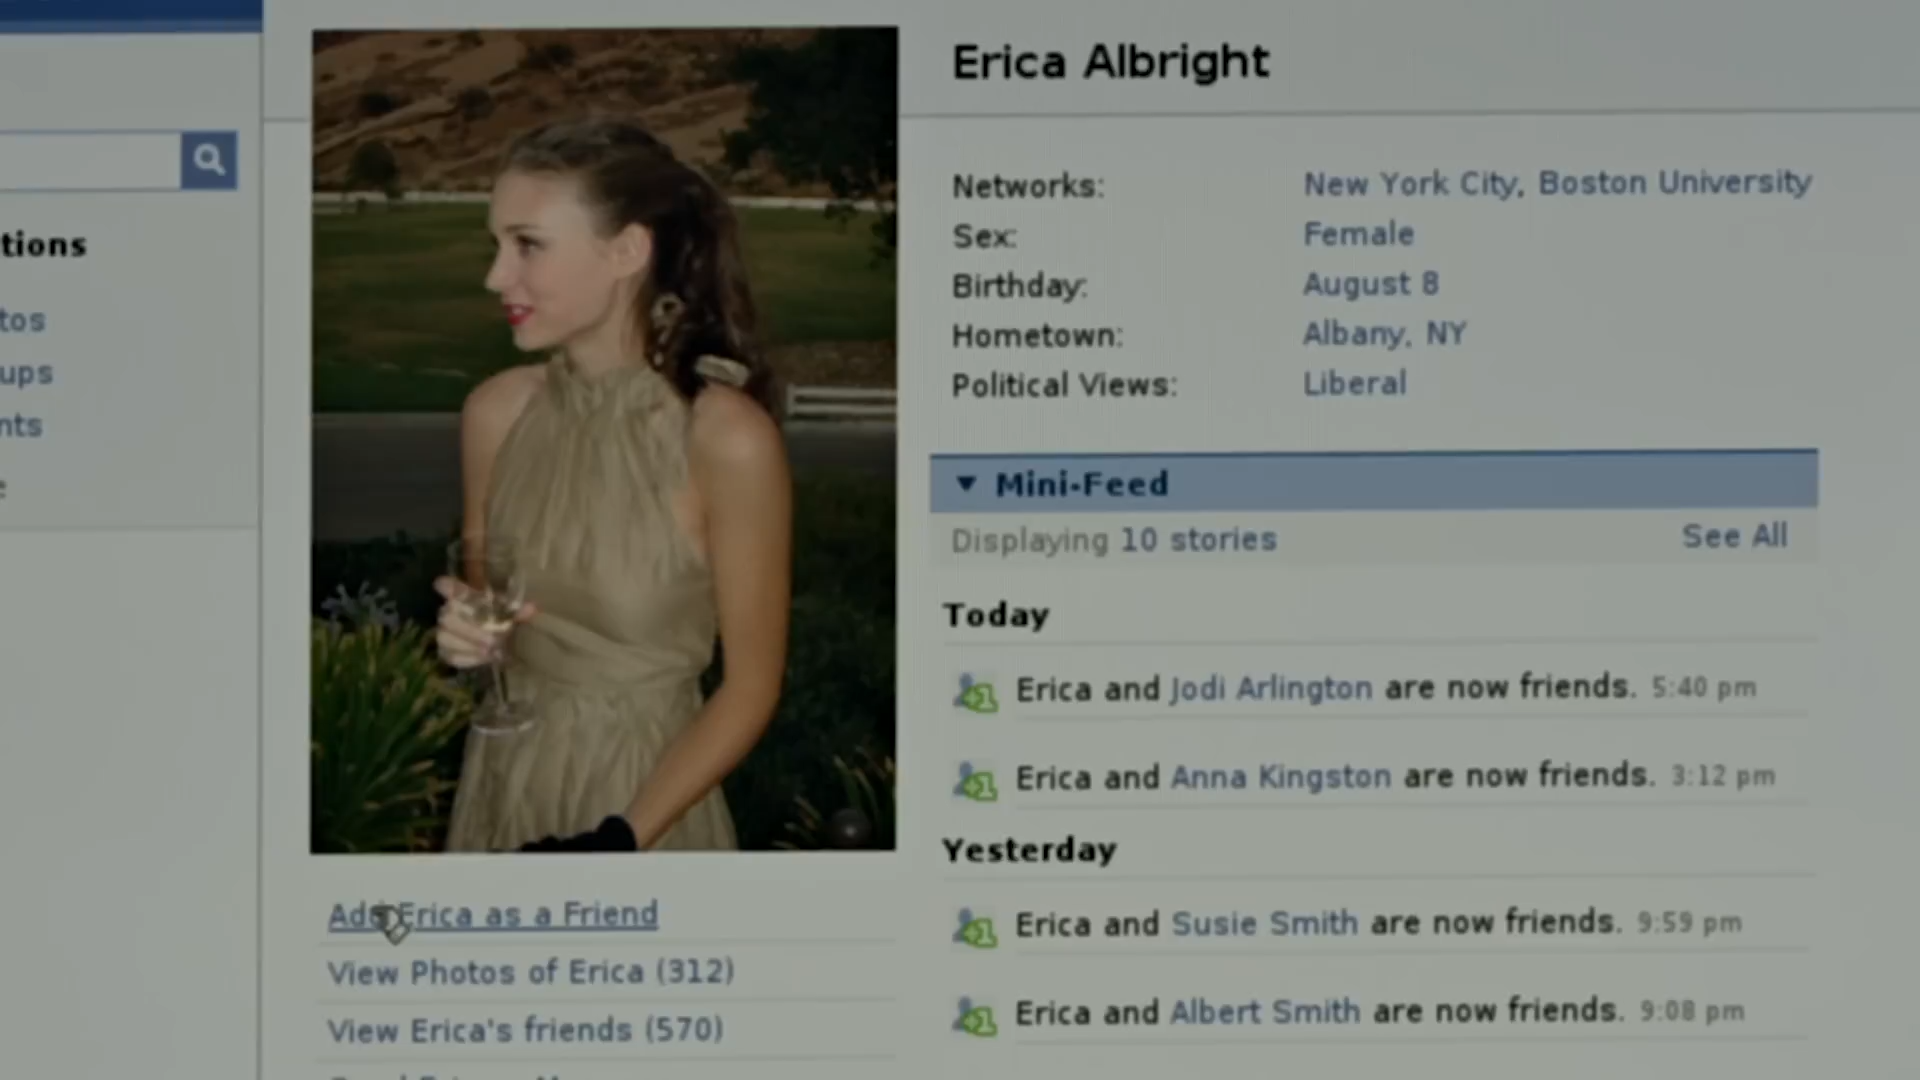 tions
tos
ups
nts
Erica Albright
Networks: New York City, Boston University
Sex: Female
Birthday: August 8
Hometown: Albany, NY
Political Views: Liberal
Mini-Feed
Displaying 10 stories See All
Today
Erica and Jodi Arlington are now friends. 5:40 pm
Erica and Anna Kingston are now friends. 3:12 pm
Yesterday
Erica and Susie Smith are now friends. 9:59 pm
Erica and Albert Smith are now friends. 9:08 pm
Add Erica as a Friend
View Photos of Erica (312)
View Erica's friends (570)